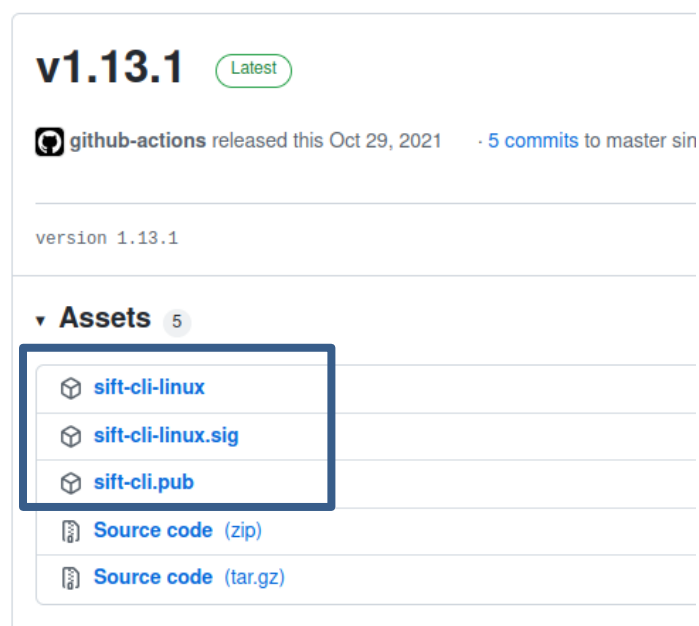 v1.13.1 Latest
github-actions released this Oct 29, 2021 · 5 commits to master
version 1.13.1
▾ Assets 5
sift-cli-linux
sift-cli-linux.sig
sift-cli.pub
Source code (zip)
Source code (tar.gz)